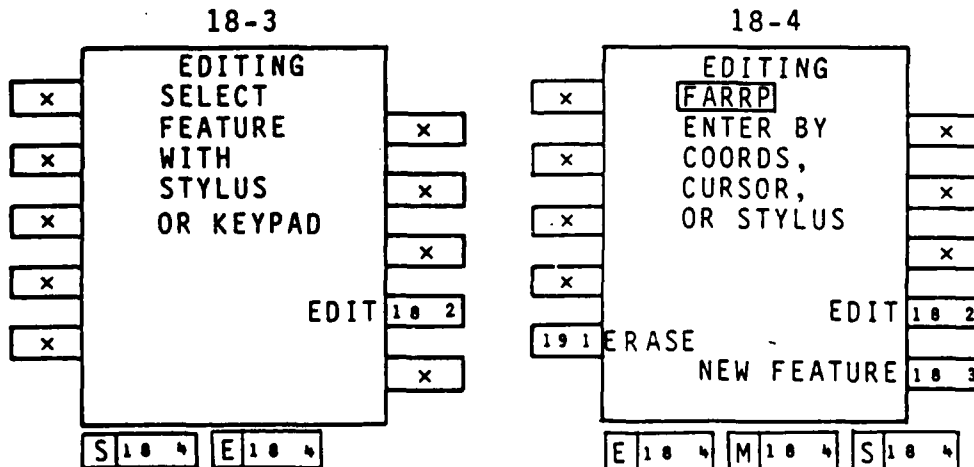 18-3
EDITING
× SELECT
FEATURE ×
× WITH
STYLUS ×
× OR KEYPAD
×
×
EDIT 18 2
×
×
S 18 4 E 18 4
18-4
EDITING
× FARRP
ENTER BY ×
× COORDS,
CURSOR, ×
× OR STYLUS
×
×
EDIT 18 2
19 1 ERASE
NEW FEATURE 18 3
E 18 4 M 18 4 S 18 4